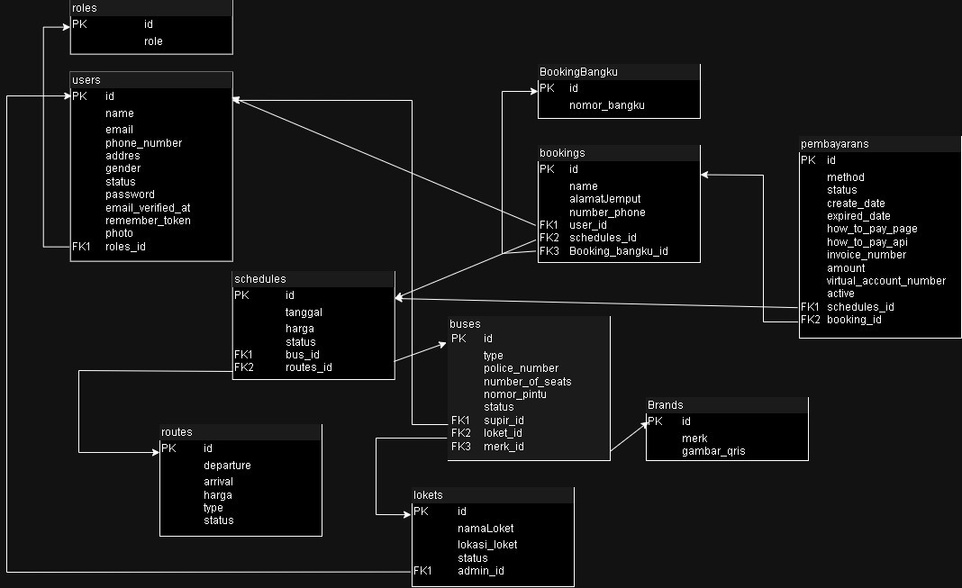 roles
PK id
role
users
PK id
name
email
phone_number
addres
gender
status
password
email_verified_at
remember_token
photo
FK1 roles_id
BookingBangku
PK id
nomor_bangku
bookings
PK id
name
alamatJemput
number_phone
FK1 user_id
FK2 schedules_id
FK3 Booking_bangku_id
pembayarans
PK id
method
status
create_date
expired_date
how_to_pay_page
how_to_pay_api
invoice_number
amount
virtual_account_number
active
FK1 schedules_id
FK2 booking_id
schedules
PK id
tanggal
harga
status
FK1 bus_id
FK2 routes_id
buses
PK id
type
police_number
number_of_seats
nomor_pintu
status
FK1 supir_id
FK2 loket_id
FK3 merk_id
Brands
PK id
merk
gambar_qris
routes
PK id
departure
arrival
harga
type
status
lokets
PK id
namaLoket
lokasi_loket
status
FK1 admin_id